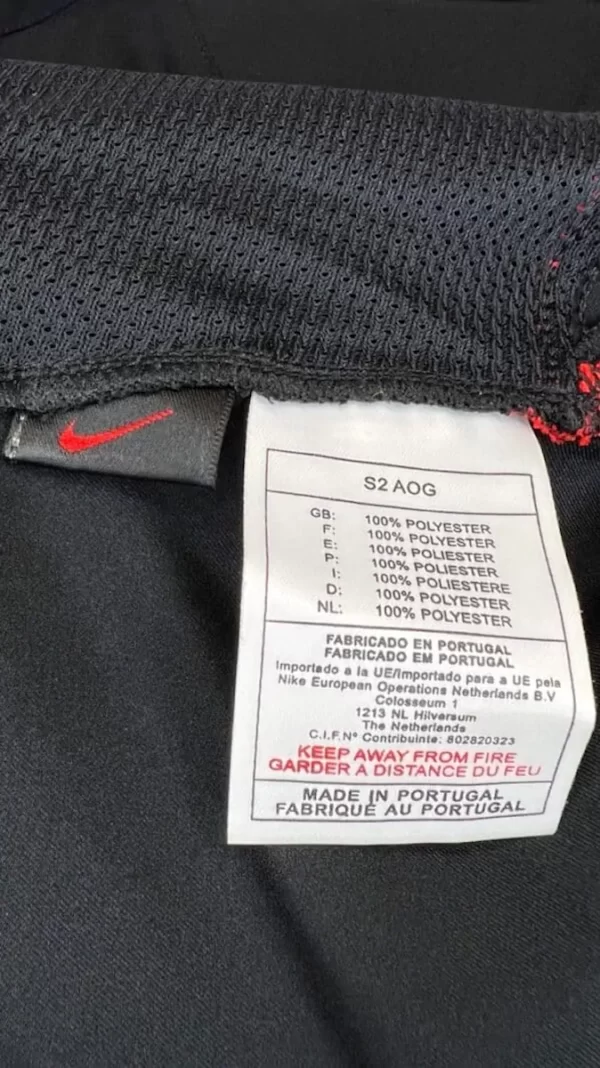 S2 AOG
GB: 100% POLYESTER
F: 100% POLYESTER
E: 100% POLIESTER
P: 100% POLIESTER
I: 100% POLIESTERE
D: 100% POLYESTER
NL: 100% POLYESTER
FABRICADO EN PORTUGAL
FABRICADO EM PORTUGAL
Importado a la UE/Importado para a UE pela
Nike European Operations Netherlands B.V
Colosseum 1
1213 NL Hilversum
The Netherlands
C.I.F.Nº Contribuinte: 802820323
KEEP AWAY FROM FIRE
GARDER A DISTANCE DU FEU
MADE IN PORTUGAL
FABRIQUÉ AU PORTUGAL